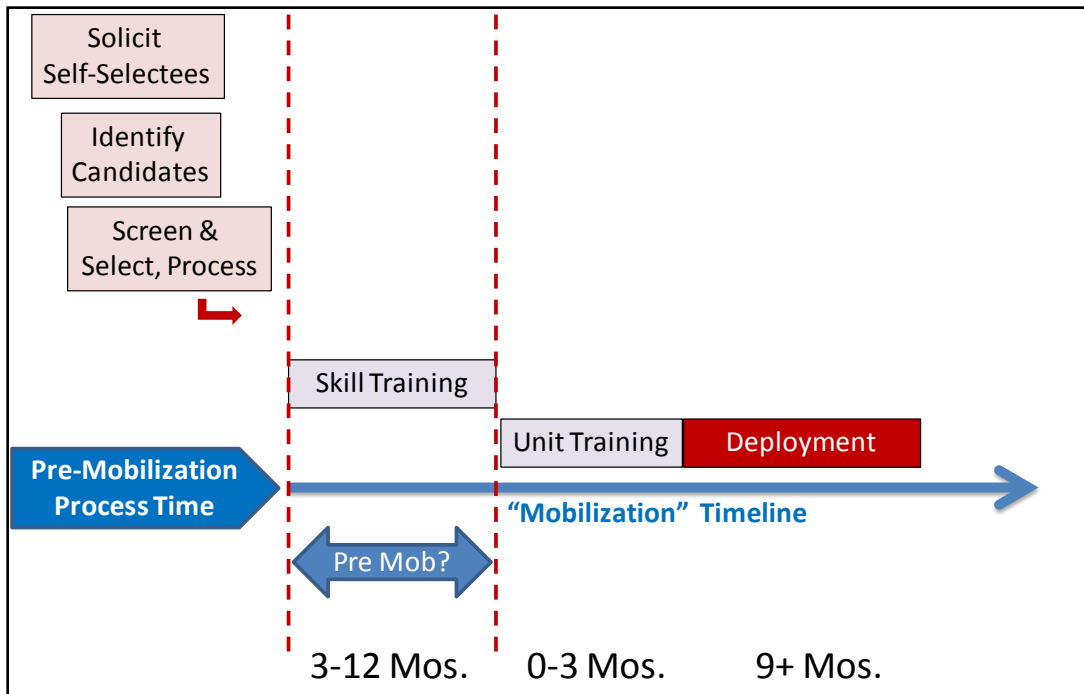 Solicit
Self-Selectees
Identify
Candidates
Screen &
Select, Process
Skill Training
Unit Training
Deployment
Pre-Mobilization
Process Time
“Mobilization” Timeline
Pre Mob?
3-12 Mos.
0-3 Mos.
9+ Mos.